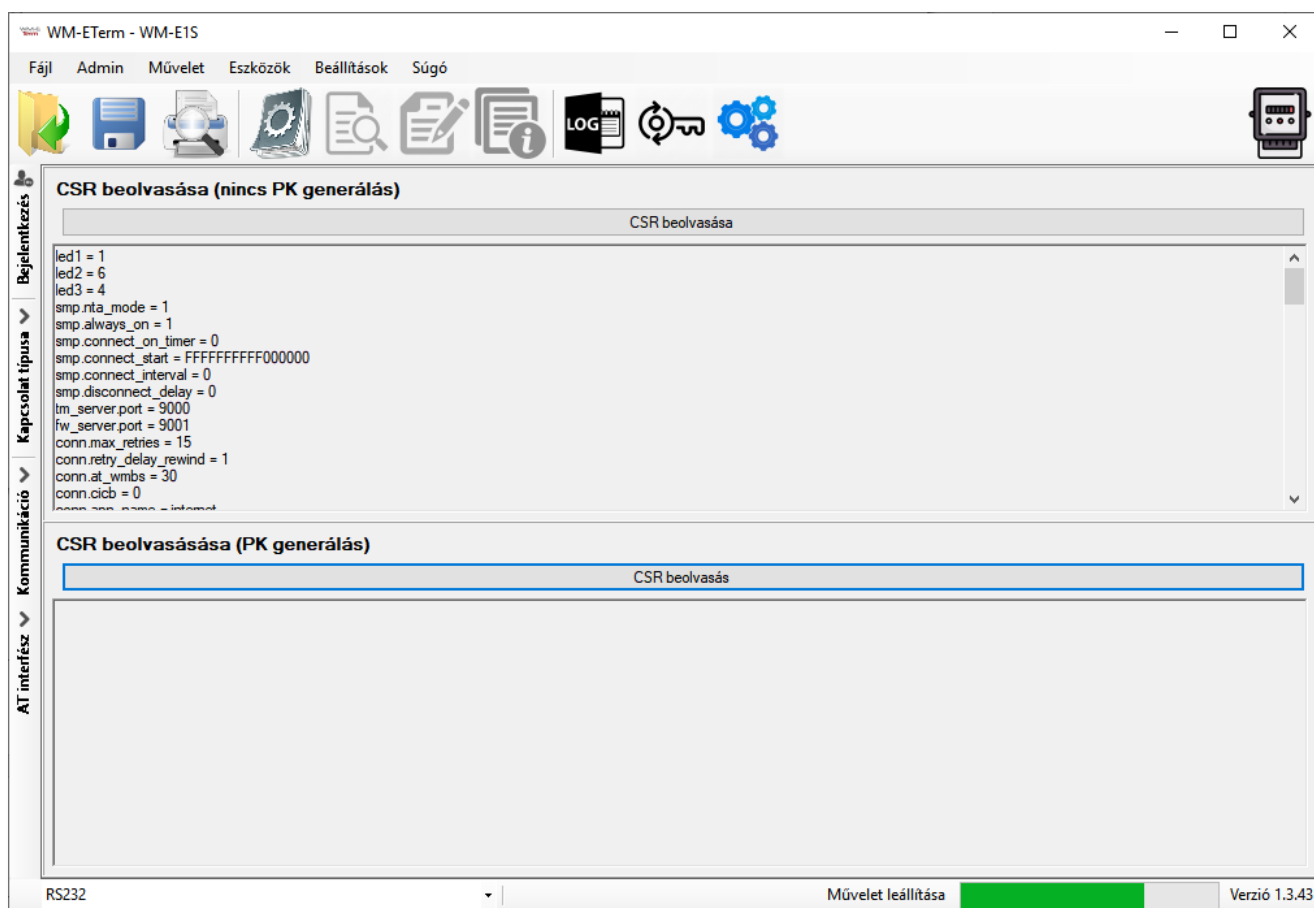 WM-ETerm - WM-E1S
Fájl Admin Művelet Eszközök Beállítások Súgó
LOG
Bejelentkezés
Kapcsolat típusa
Kommunikáció
AT interfész
CSR beolvasása (nincs PK generálás)
CSR beolvasása
led1 = 1
led2 = 6
led3 = 4
smp.nta_mode = 1
smp.always_on = 1
smp.connect_on_timer = 0
smp.connect_start = FFFFFFFFFF000000
smp.connect_interval = 0
smp.disconnect_delay = 0
tm_server.port = 9000
fw_server.port = 9001
conn.max_retries = 15
conn.retry_delay_rewind = 1
conn.at_wmbs = 30
conn.cicb = 0
conn.apn_name = internet
CSR beolvasásása (PK generálás)
CSR beolvasás
RS232
Művelet leállítása
Verzió 1.3.43